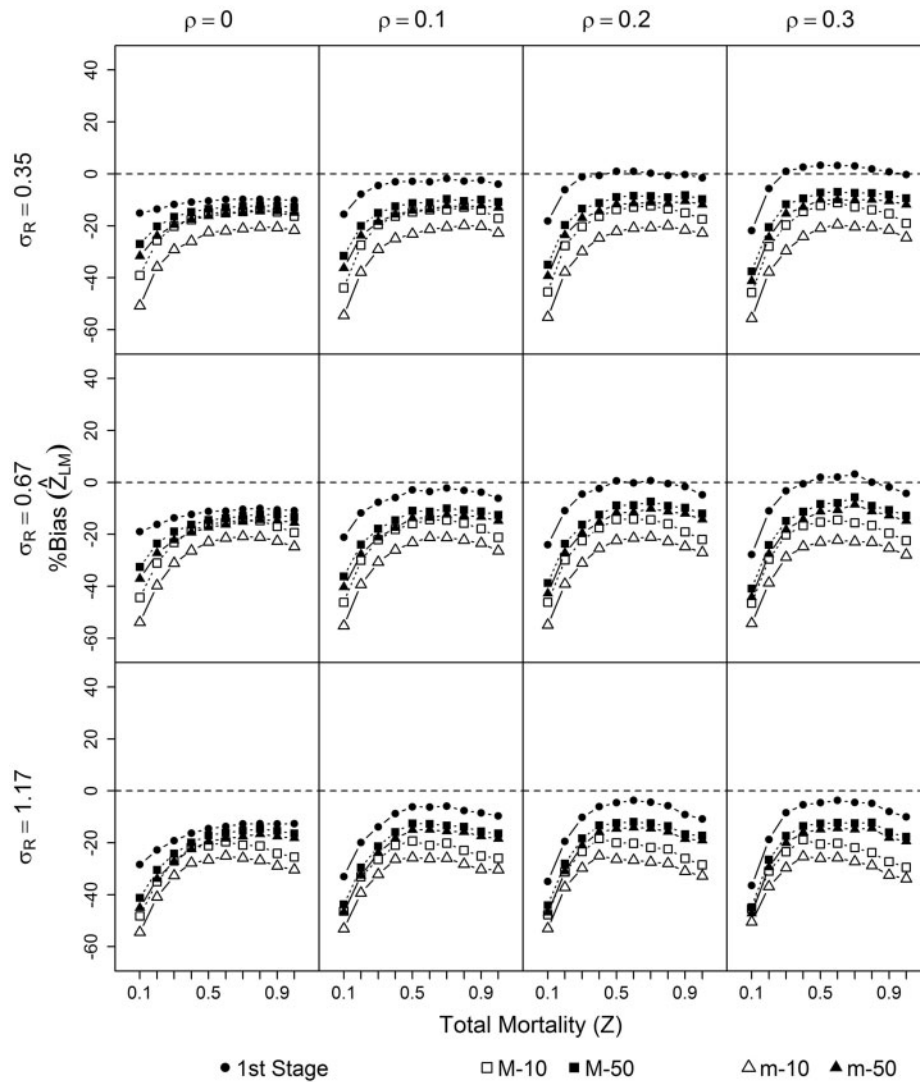 ρ = 0 ρ = 0.1 ρ = 0.2 ρ = 0.3
σR = 0.35
40
20
0
-20
-40
-60
σR = 0.67
40
20
0
-20
-40
-60
σR = 1.17
40
20
0
-20
-40
-60
%Bias (ẐLM)
0.1 0.5 0.9 0.1 0.5 0.9 0.1 0.5 0.9 0.1 0.5 0.9
Total Mortality (Z)
1st Stage M-10 M-50 m-10 m-50